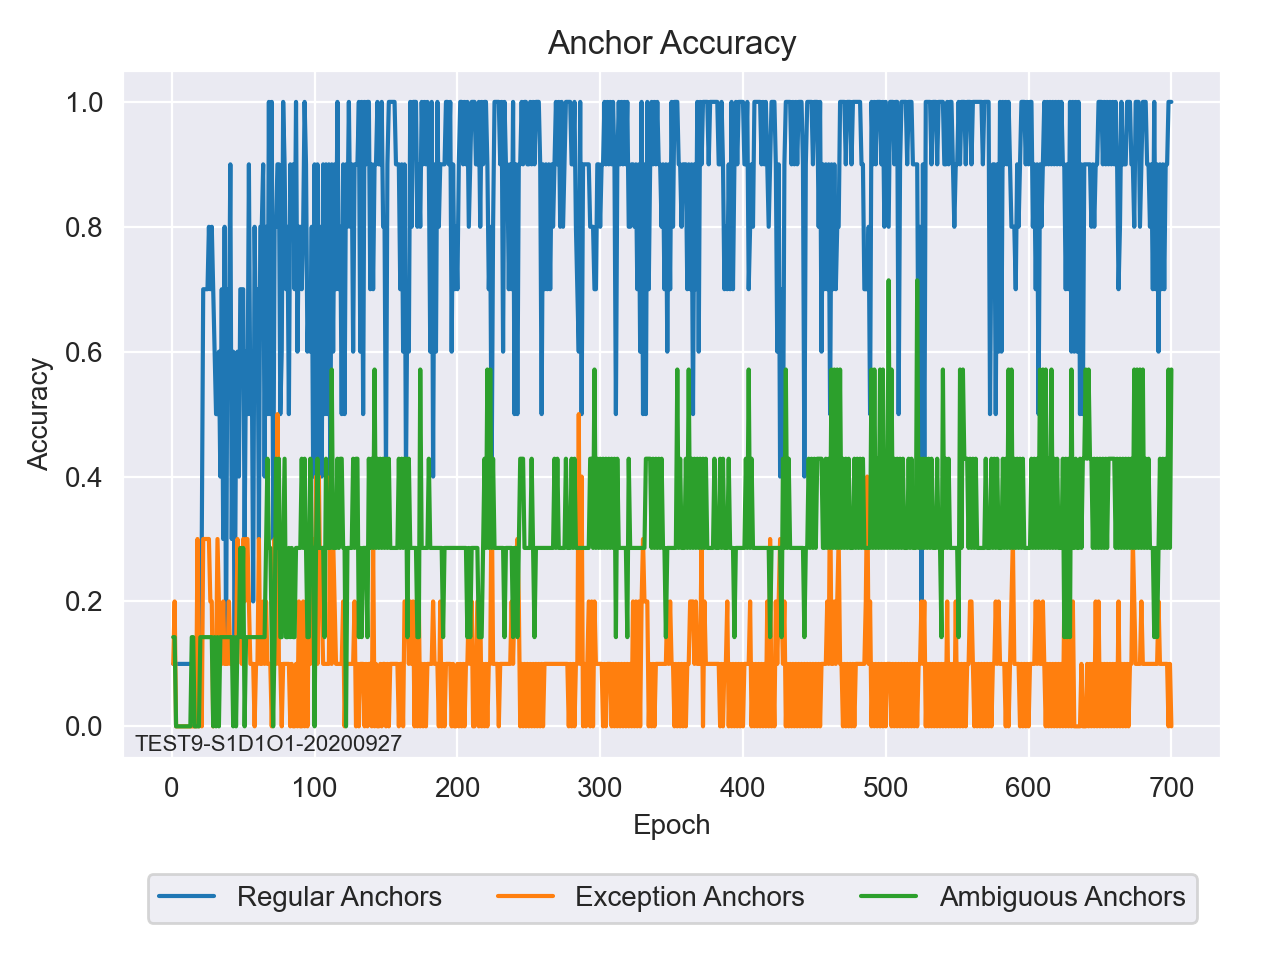 Anchor Accuracy
1.0
0.8
0.6
0.4
0.2
0.0
Accuracy
TEST9-S1D1O1-20200927
0 100 200 300 400 500 600 700
Epoch
Regular Anchors Exception Anchors Ambiguous Anchors